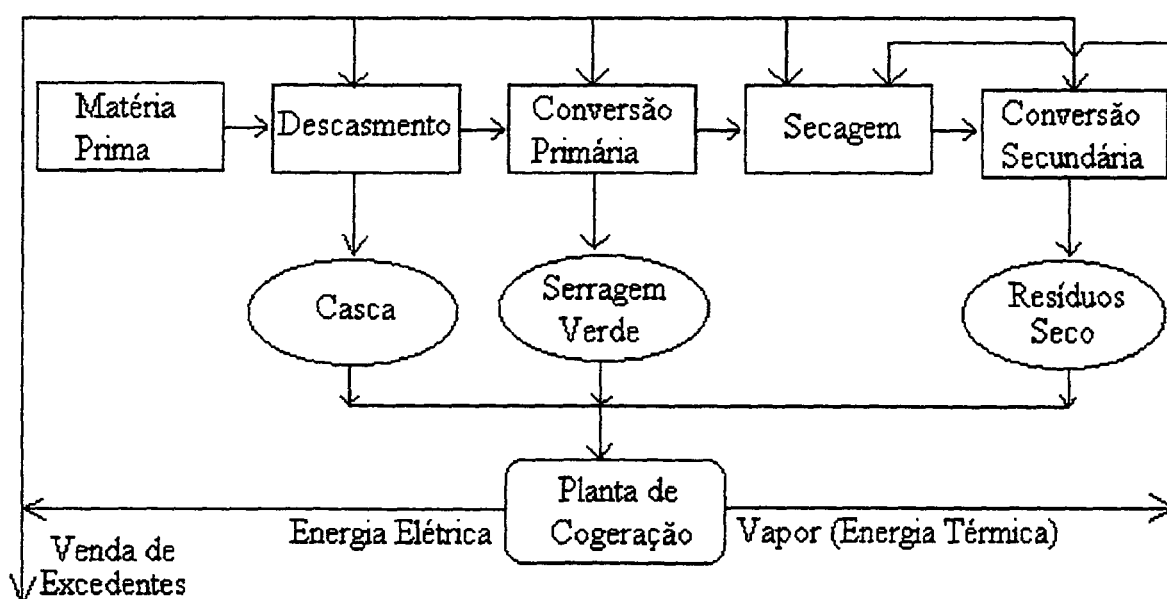 Matéria
Prima
Descasmento
Conversão
Primária
Secagem
Conversão
Secundária
Casca
Serragem
Verde
Resíduos
Seco
Planta de
Cogeração
Energia Elétrica
Vapor (Energia Térmica)
Venda de
Excedentes